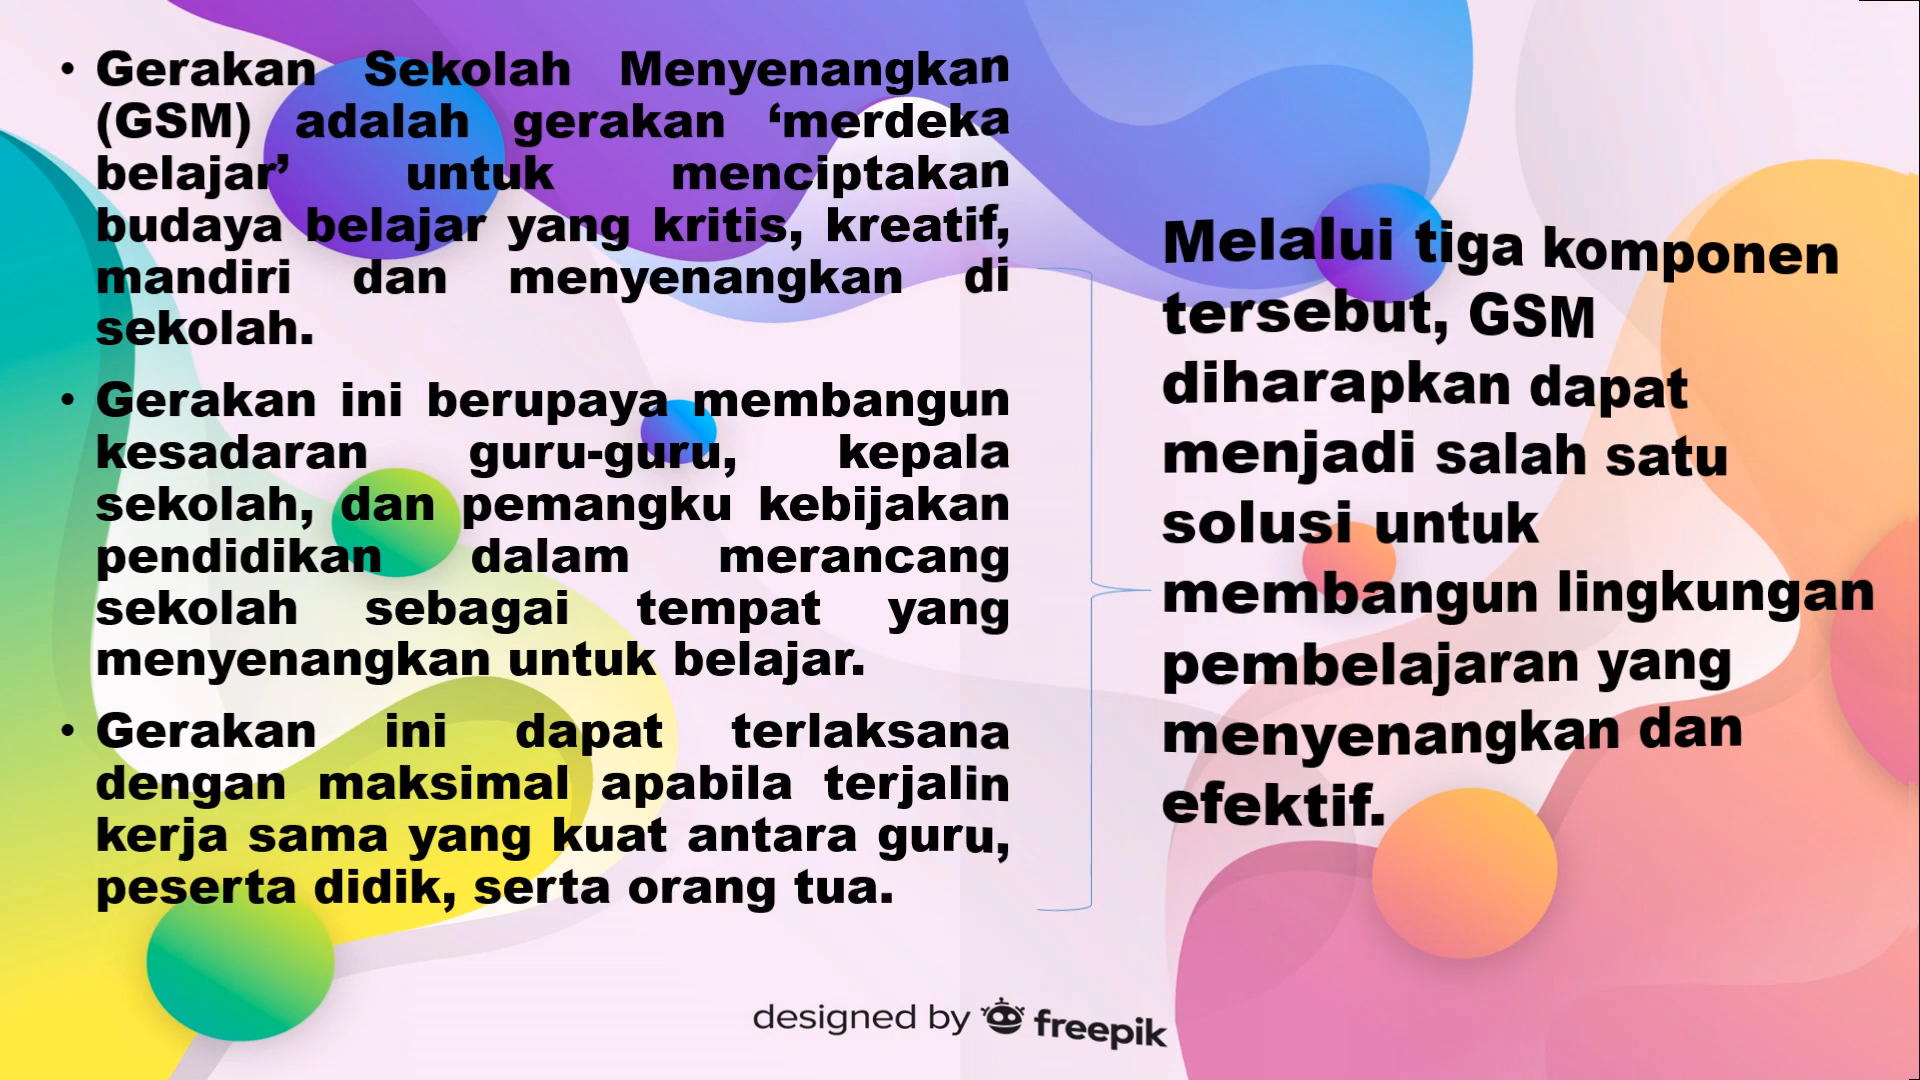 • Gerakan Sekolah Menyenangkan
(GSM) adalah gerakan ‘merdeka
belajar’ untuk menciptakan
budaya belajar yang kritis, kreatif,
mandiri dan menyenangkan di
sekolah.
• Gerakan ini berupaya membangun
kesadaran guru-guru, kepala
sekolah, dan pemangku kebijakan
pendidikan dalam merancang
sekolah sebagai tempat yang
menyenangkan untuk belajar.
• Gerakan ini dapat terlaksana
dengan maksimal apabila terjalin
kerja sama yang kuat antara guru,
peserta didik, serta orang tua.
Melalui tiga komponen
tersebut, GSM
diharapkan dapat
menjadi salah satu
solusi untuk
membangun lingkungan
pembelajaran yang
menyenangkan dan
efektif.
designed by freepik